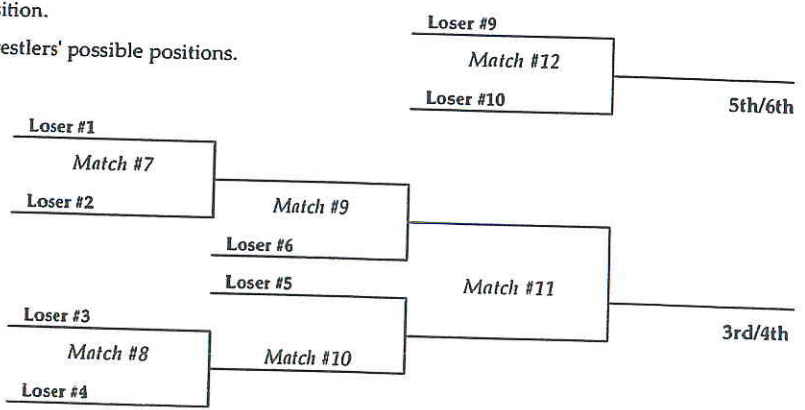 sition.
restlers' possible positions.
Loser #9
Match #12
Loser #10
5th/6th
Loser #1
Match #7
Loser #2
Match #9
Loser #6
Loser #5
Match #11
Loser #3
Match #8
Match #10
Loser #4
3rd/4th